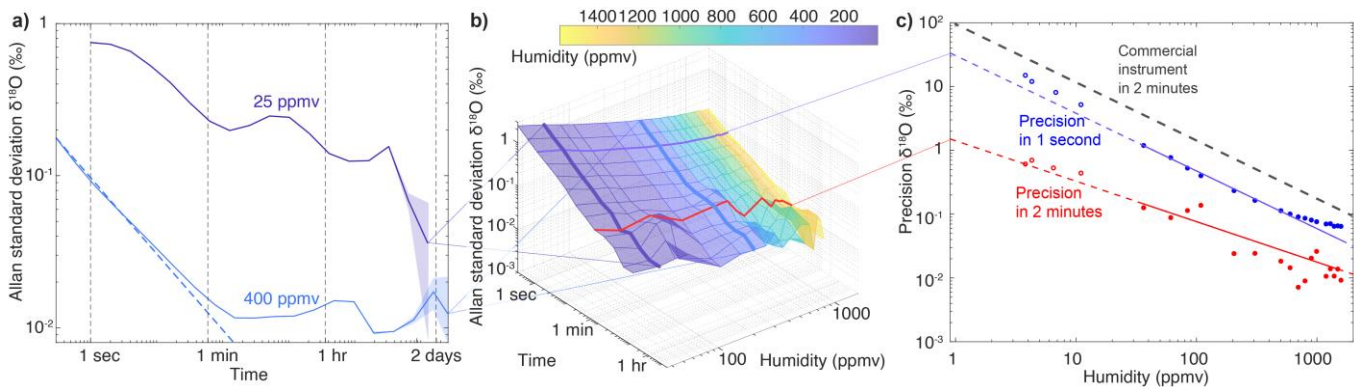 a)
Allan standard deviation δ¹⁸O (‰)
1
10⁻¹
10⁻²
25 ppmv
400 ppmv
1 sec
1 min
1 hr
2 days
Time
b)
1400 1200 1000 800 600 400 200
Humidity (ppmv)
Allan standard deviation δ¹⁸O (‰)
1
10⁻¹
10⁻²
10⁻³
1 sec
1 min
1 hr
Time
100
1000
Humidity (ppmv)
c)
Precision δ¹⁸O (‰)
10²
10
1
10⁻¹
10⁻²
10⁻³
Commercial
instrument
in 2 minutes
Precision
in 1 second
Precision
in 2 minutes
1
10
100
1000
Humidity (ppmv)